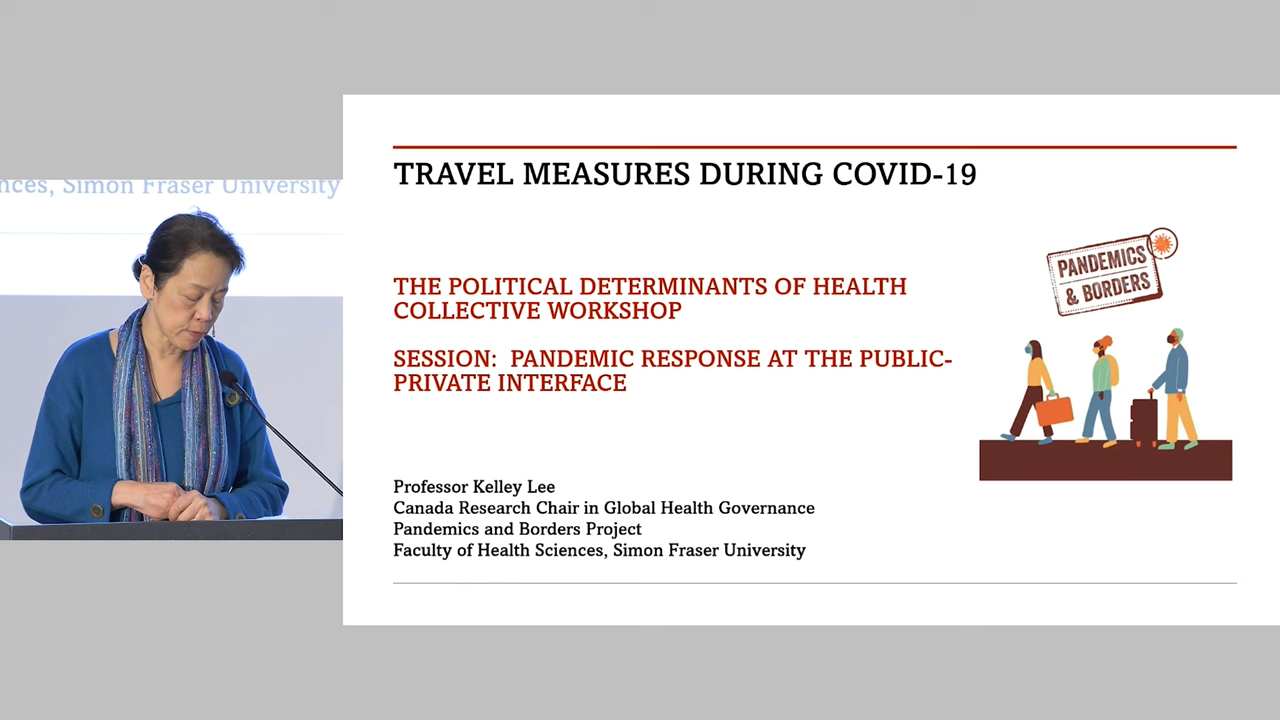 nces, Simon Fraser University
TRAVEL MEASURES DURING COVID-19
THE POLITICAL DETERMINANTS OF HEALTH
COLLECTIVE WORKSHOP
SESSION: PANDEMIC RESPONSE AT THE PUBLIC-
PRIVATE INTERFACE
PANDEMICS
& BORDERS
Professor Kelley Lee
Canada Research Chair in Global Health Governance
Pandemics and Borders Project
Faculty of Health Sciences, Simon Fraser University